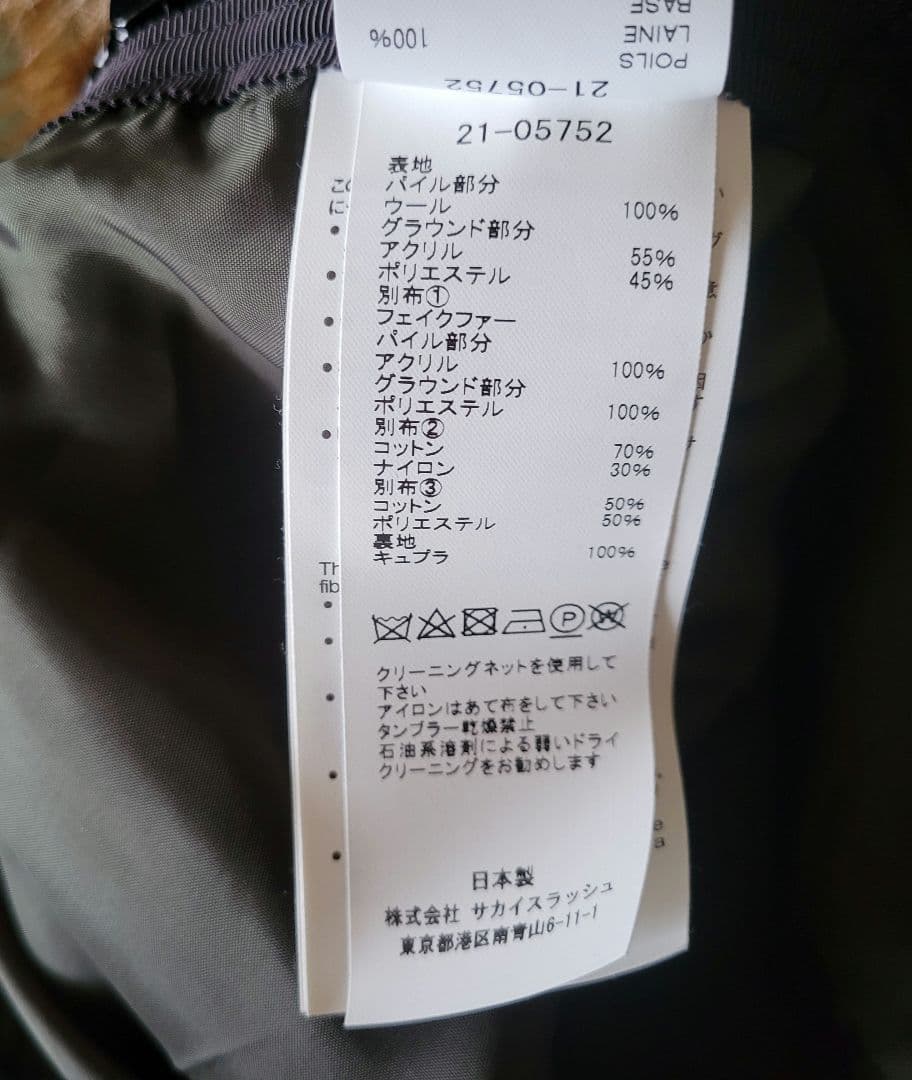 BASE
LAINE 100%
POILS
21-05752
21-05752
表地
パイル部分
ウール 100%
グラウンド部分
アクリル 55%
ポリエステル 45%
別布①
フェイクファー
パイル部分
アクリル 100%
グラウンド部分
ポリエステル 100%
別布②
コットン 70%
ナイロン 30%
別布③
コットン 50%
ポリエステル 50%
裏地
キュプラ 100%
P W
クリーニングネットを使用して
下さい
アイロンはあて布をして下さい
タンブラー乾燥禁止
石油系溶剤による弱いドライ
クリーニングをお勧めします
日本製
株式会社 サカイスラッシュ
東京都港区南青山6-11-1